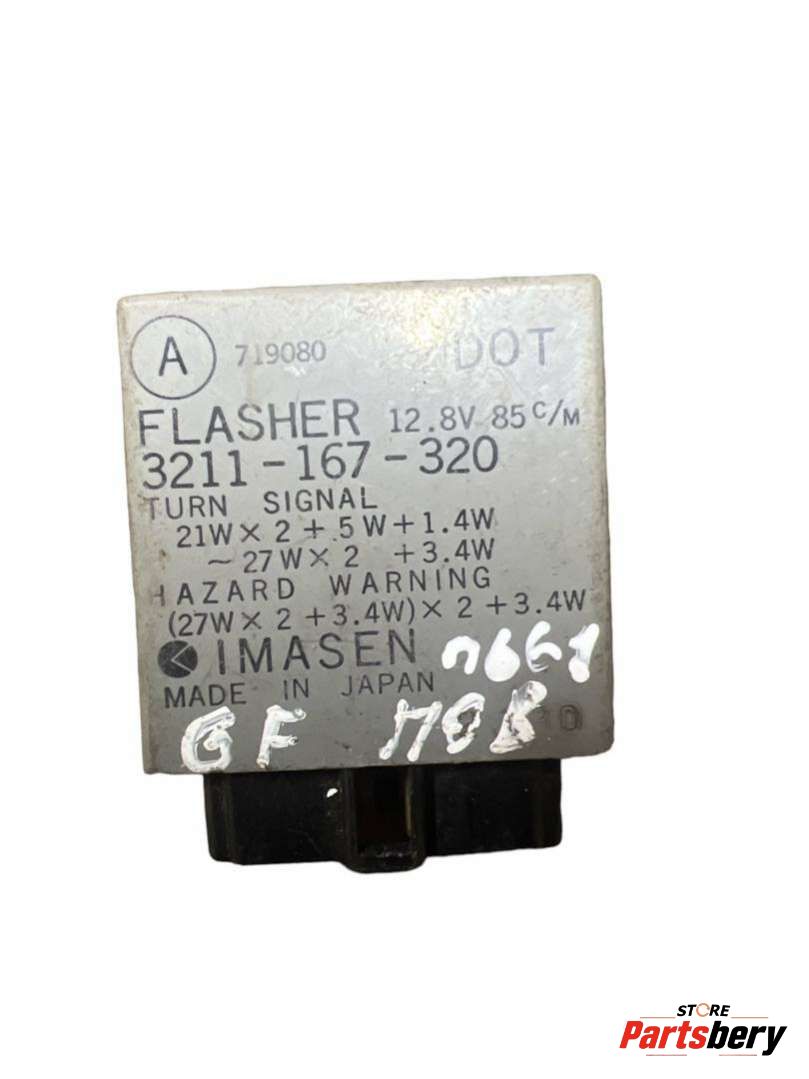 A 719080 DOT
FLASHER 12.8V 85 C/M
3211-167-320
TURN SIGNAL
21W × 2 + 5W + 1.4W
~27W × 2 + 3.4W
HAZARD WARNING
(27W × 2 + 3.4W) × 2 + 3.4W
IMASEN
MADE IN JAPAN
GF ПОВ
STORE
Partsbery